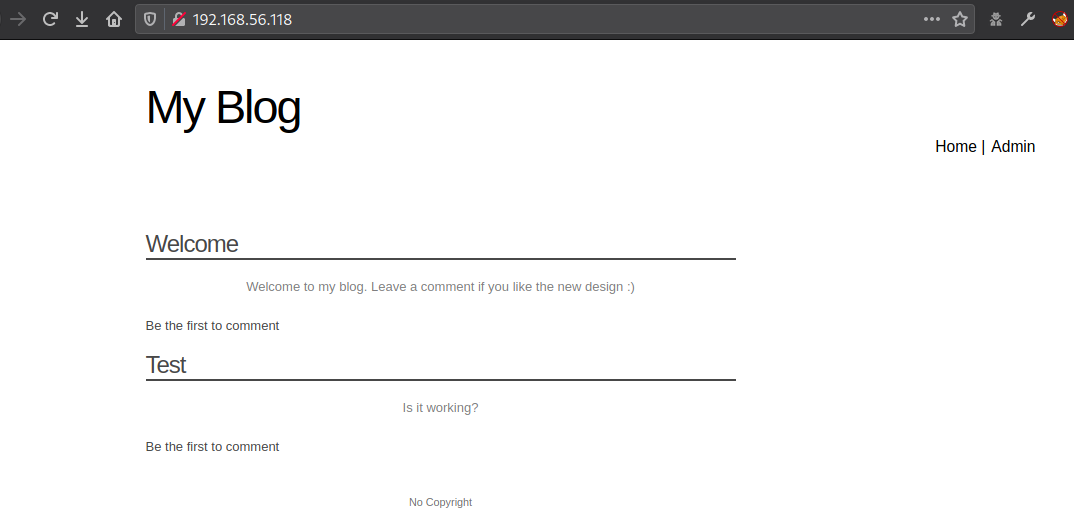 192.168.56.118
My Blog
Home | Admin
Welcome
Welcome to my blog. Leave a comment if you like the new design :)
Be the first to comment
Test
Is it working?
Be the first to comment
No Copyright